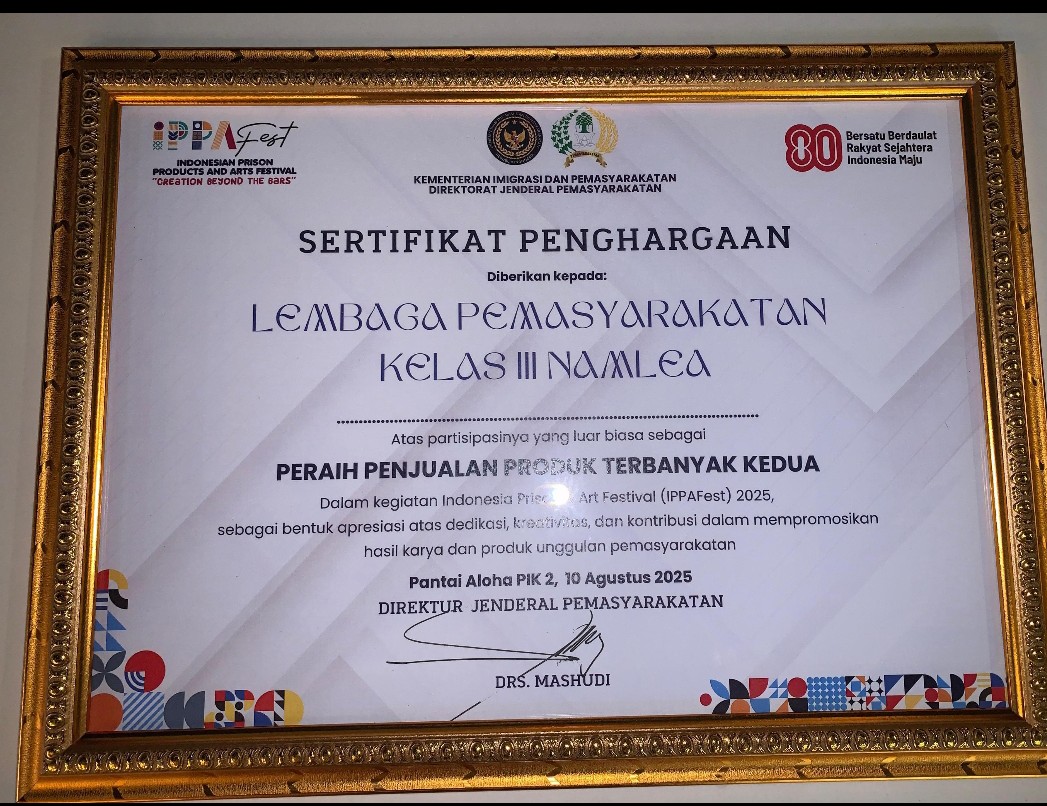 IPPAFest
INDONESIAN PRISON
PRODUCTS AND ARTS FESTIVAL
"CREATION BEYOND THE BARS"
KEMENTERIAN IMIGRASI DAN PEMASYARAKATAN
DIREKTORAT JENDERAL PEMASYARAKATAN
80 Bersatu Berdaulat
Rakyat Sejahtera
Indonesia Maju
SERTIFIKAT PENGHARGAAN
Diberikan kepada:
LEMBAGA PEMASYARAKATAN
KELAS III NAMLEA
Atas partisipasinya yang luar biasa sebagai
PERAIH PENJUALAN PRODUK TERBANYAK KEDUA
Dalam kegiatan Indonesia Art Festival (IPPAFest) 2025,
sebagai bentuk apresiasi atas dedikasi, kreativitas, dan kontribusi dalam mempromosikan
hasil karya dan produk unggulan pemasyarakatan
Pantai Aloha PIK 2, 10 Agustus 2025
DIREKTUR JENDERAL PEMASYARAKATAN
DRS. MASHUDI